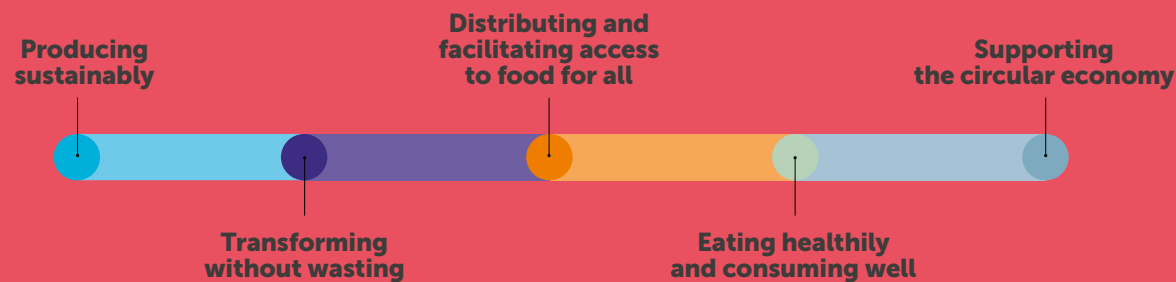 Producing
sustainably
Transforming
without wasting
Distributing and
facilitating access
to food for all
Eating healthily
and consuming well
Supporting
the circular economy